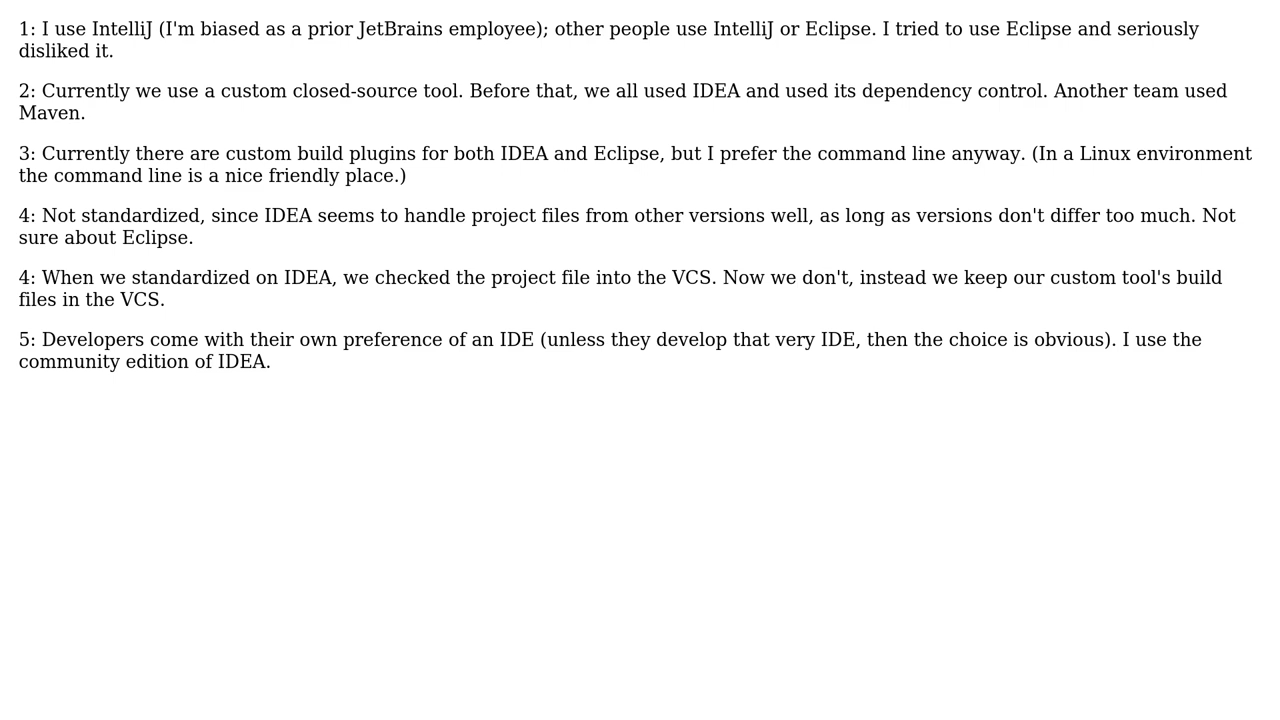 1: I use IntelliJ (I'm biased as a prior JetBrains employee); other people use IntelliJ or Eclipse. I tried to use Eclipse and seriously
disliked it.
2: Currently we use a custom closed-source tool. Before that, we all used IDEA and used its dependency control. Another team used
Maven.
3: Currently there are custom build plugins for both IDEA and Eclipse, but I prefer the command line anyway. (In a Linux environment
the command line is a nice friendly place.)
4: Not standardized, since IDEA seems to handle project files from other versions well, as long as versions don't differ too much. Not
sure about Eclipse.
4: When we standardized on IDEA, we checked the project file into the VCS. Now we don't, instead we keep our custom tool's build
files in the VCS.
5: Developers come with their own preference of an IDE (unless they develop that very IDE, then the choice is obvious). I use the
community edition of IDEA.